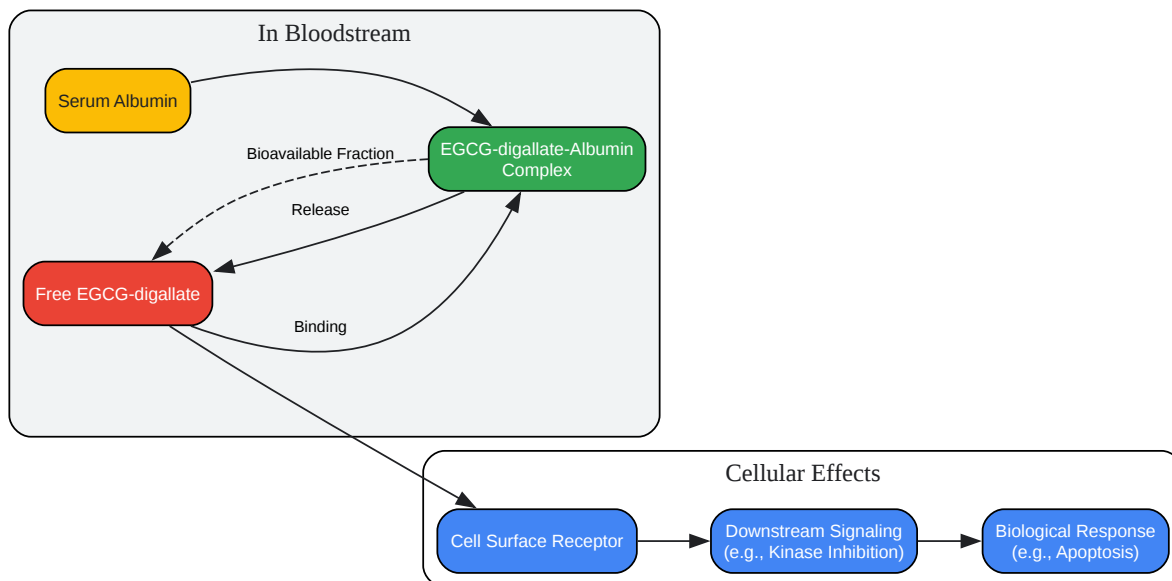 In Bloodstream
Serum Albumin
EGCG-digallate-Albumin
Complex
Bioavailable Fraction
Release
Free EGCG-digallate
Binding
Cellular Effects
Cell Surface Receptor
Downstream Signaling
(e.g., Kinase Inhibition)
Biological Response
(e.g., Apoptosis)